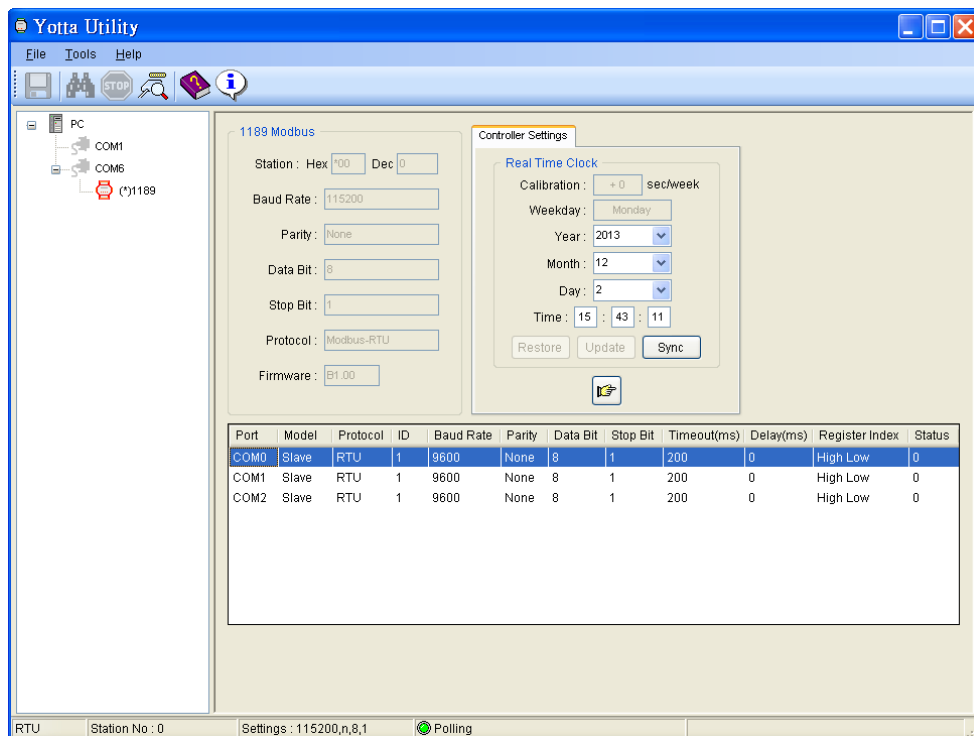 Yotta Utility
File Tools Help
STOP
PC
COM1
COM6
(*)1189
1189 Modbus
Station : Hex *00 Dec 0
Baud Rate : 115200
Parity : None
Data Bit : 8
Stop Bit : 1
Protocol : Modbus-RTU
Firmware : B1.00
Controller Settings
Real Time Clock
Calibration : + 0 sec/week
Weekday : Monday
Year : 2013
Month : 12
Day : 2
Time : 15 : 43 : 11
Restore Update Sync
Port Model Protocol ID Baud Rate Parity Data Bit Stop Bit Timeout(ms) Delay(ms) Register Index Status
COM0 Slave RTU 1 9600 None 8 1 200 0 High Low 0
COM1 Slave RTU 1 9600 None 8 1 200 0 High Low 0
COM2 Slave RTU 1 9600 None 8 1 200 0 High Low 0
RTU Station No : 0 Settings : 115200,n,8,1 Polling